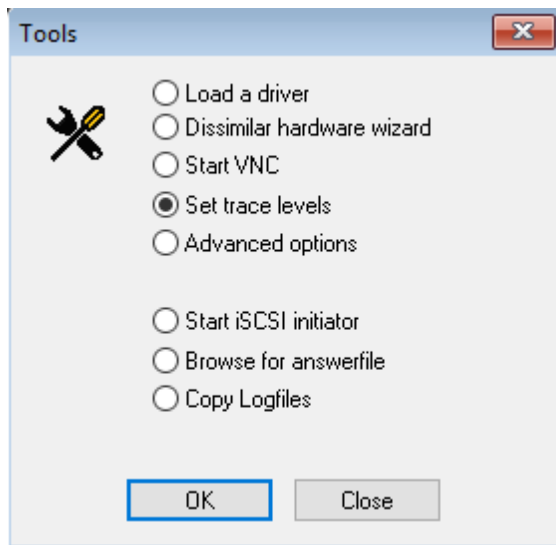 Tools
Load a driver
Dissimilar hardware wizard
Start VNC
Set trace levels
Advanced options
Start iSCSI initiator
Browse for answerfile
Copy Logfiles
OK Close